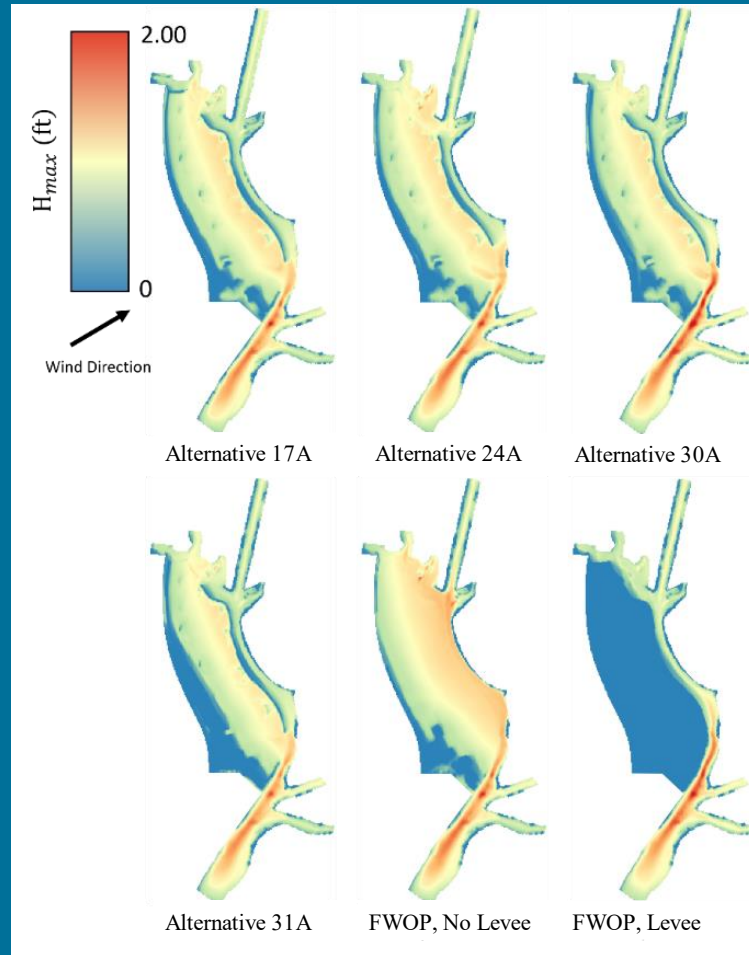 2.00
H_max (ft)
0
Wind Direction
Alternative 17A
Alternative 24A
Alternative 30A
Alternative 31A
FWOP, No Levee
FWOP, Levee